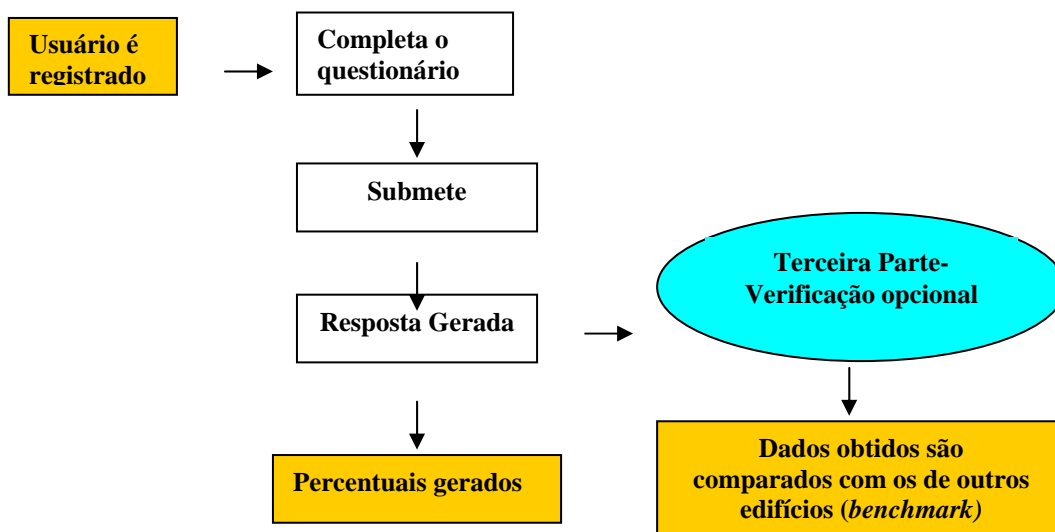 Usuário é
registrado
Completa o
questionário
Submete
Resposta Gerada
Percentuais gerados
Terceira Parte-
Verificação opcional
Dados obtidos são
comparados com os de outros
edifícios (benchmark)